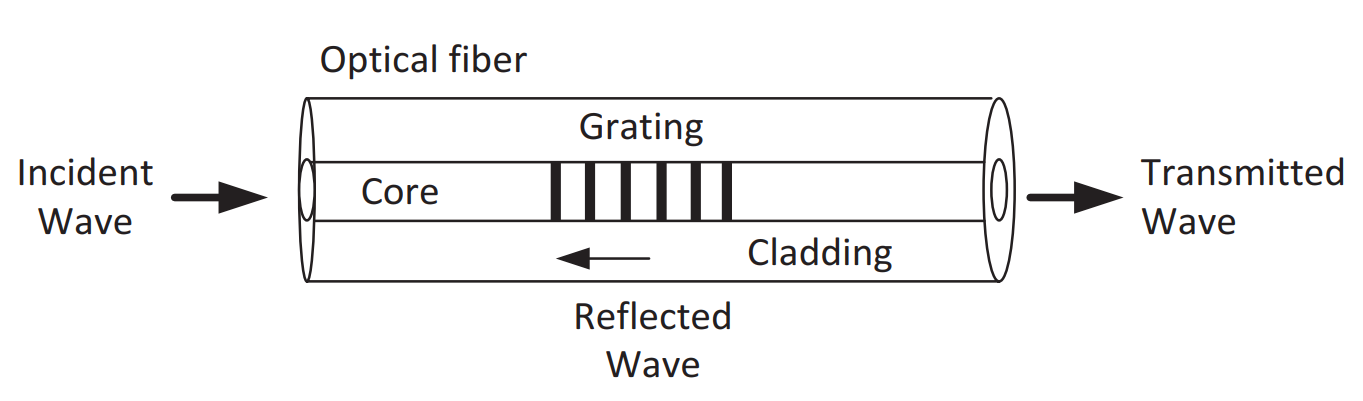 Optical fiber
Grating
Incident
Wave
Core
Transmitted
Wave
Cladding
Reflected
Wave